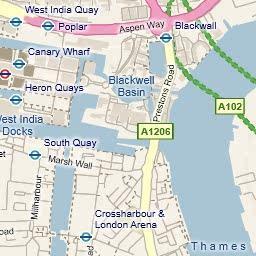 West India Quay
Poplar
Aspen Way
Blackwall
Canary Wharf
Blackwell
Basin
Heron Quays
Prestons Road
A102
West India
Docks
A1206
South Quay
Marsh Wall
Millharbour
Crossharbour &
London Arena
Thames